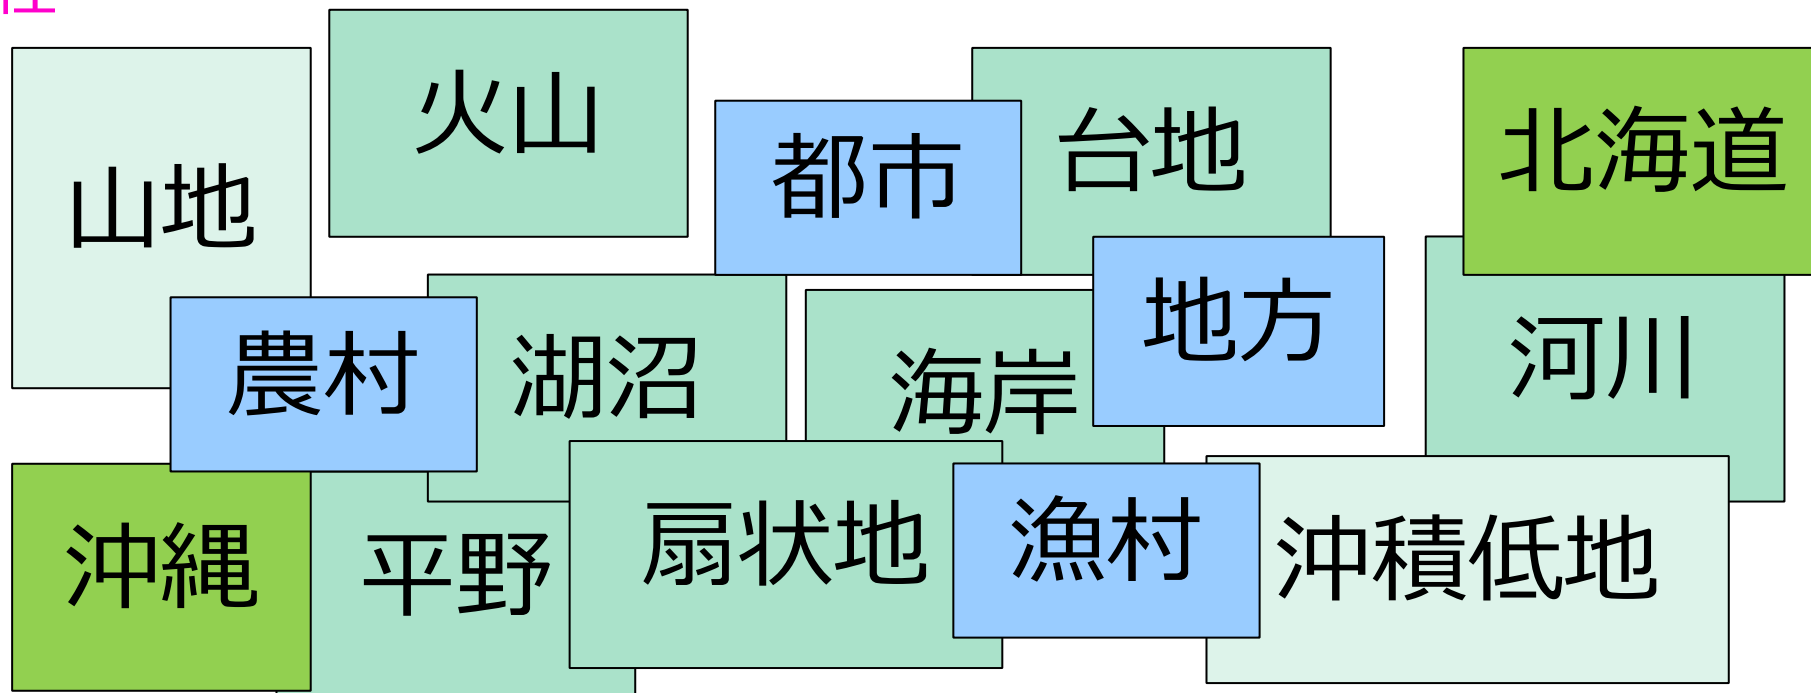 火山
都市
台地
北海道
山地
農村
湖沼
海岸
地方
河川
沖縄
平野
扇状地
漁村
沖積低地